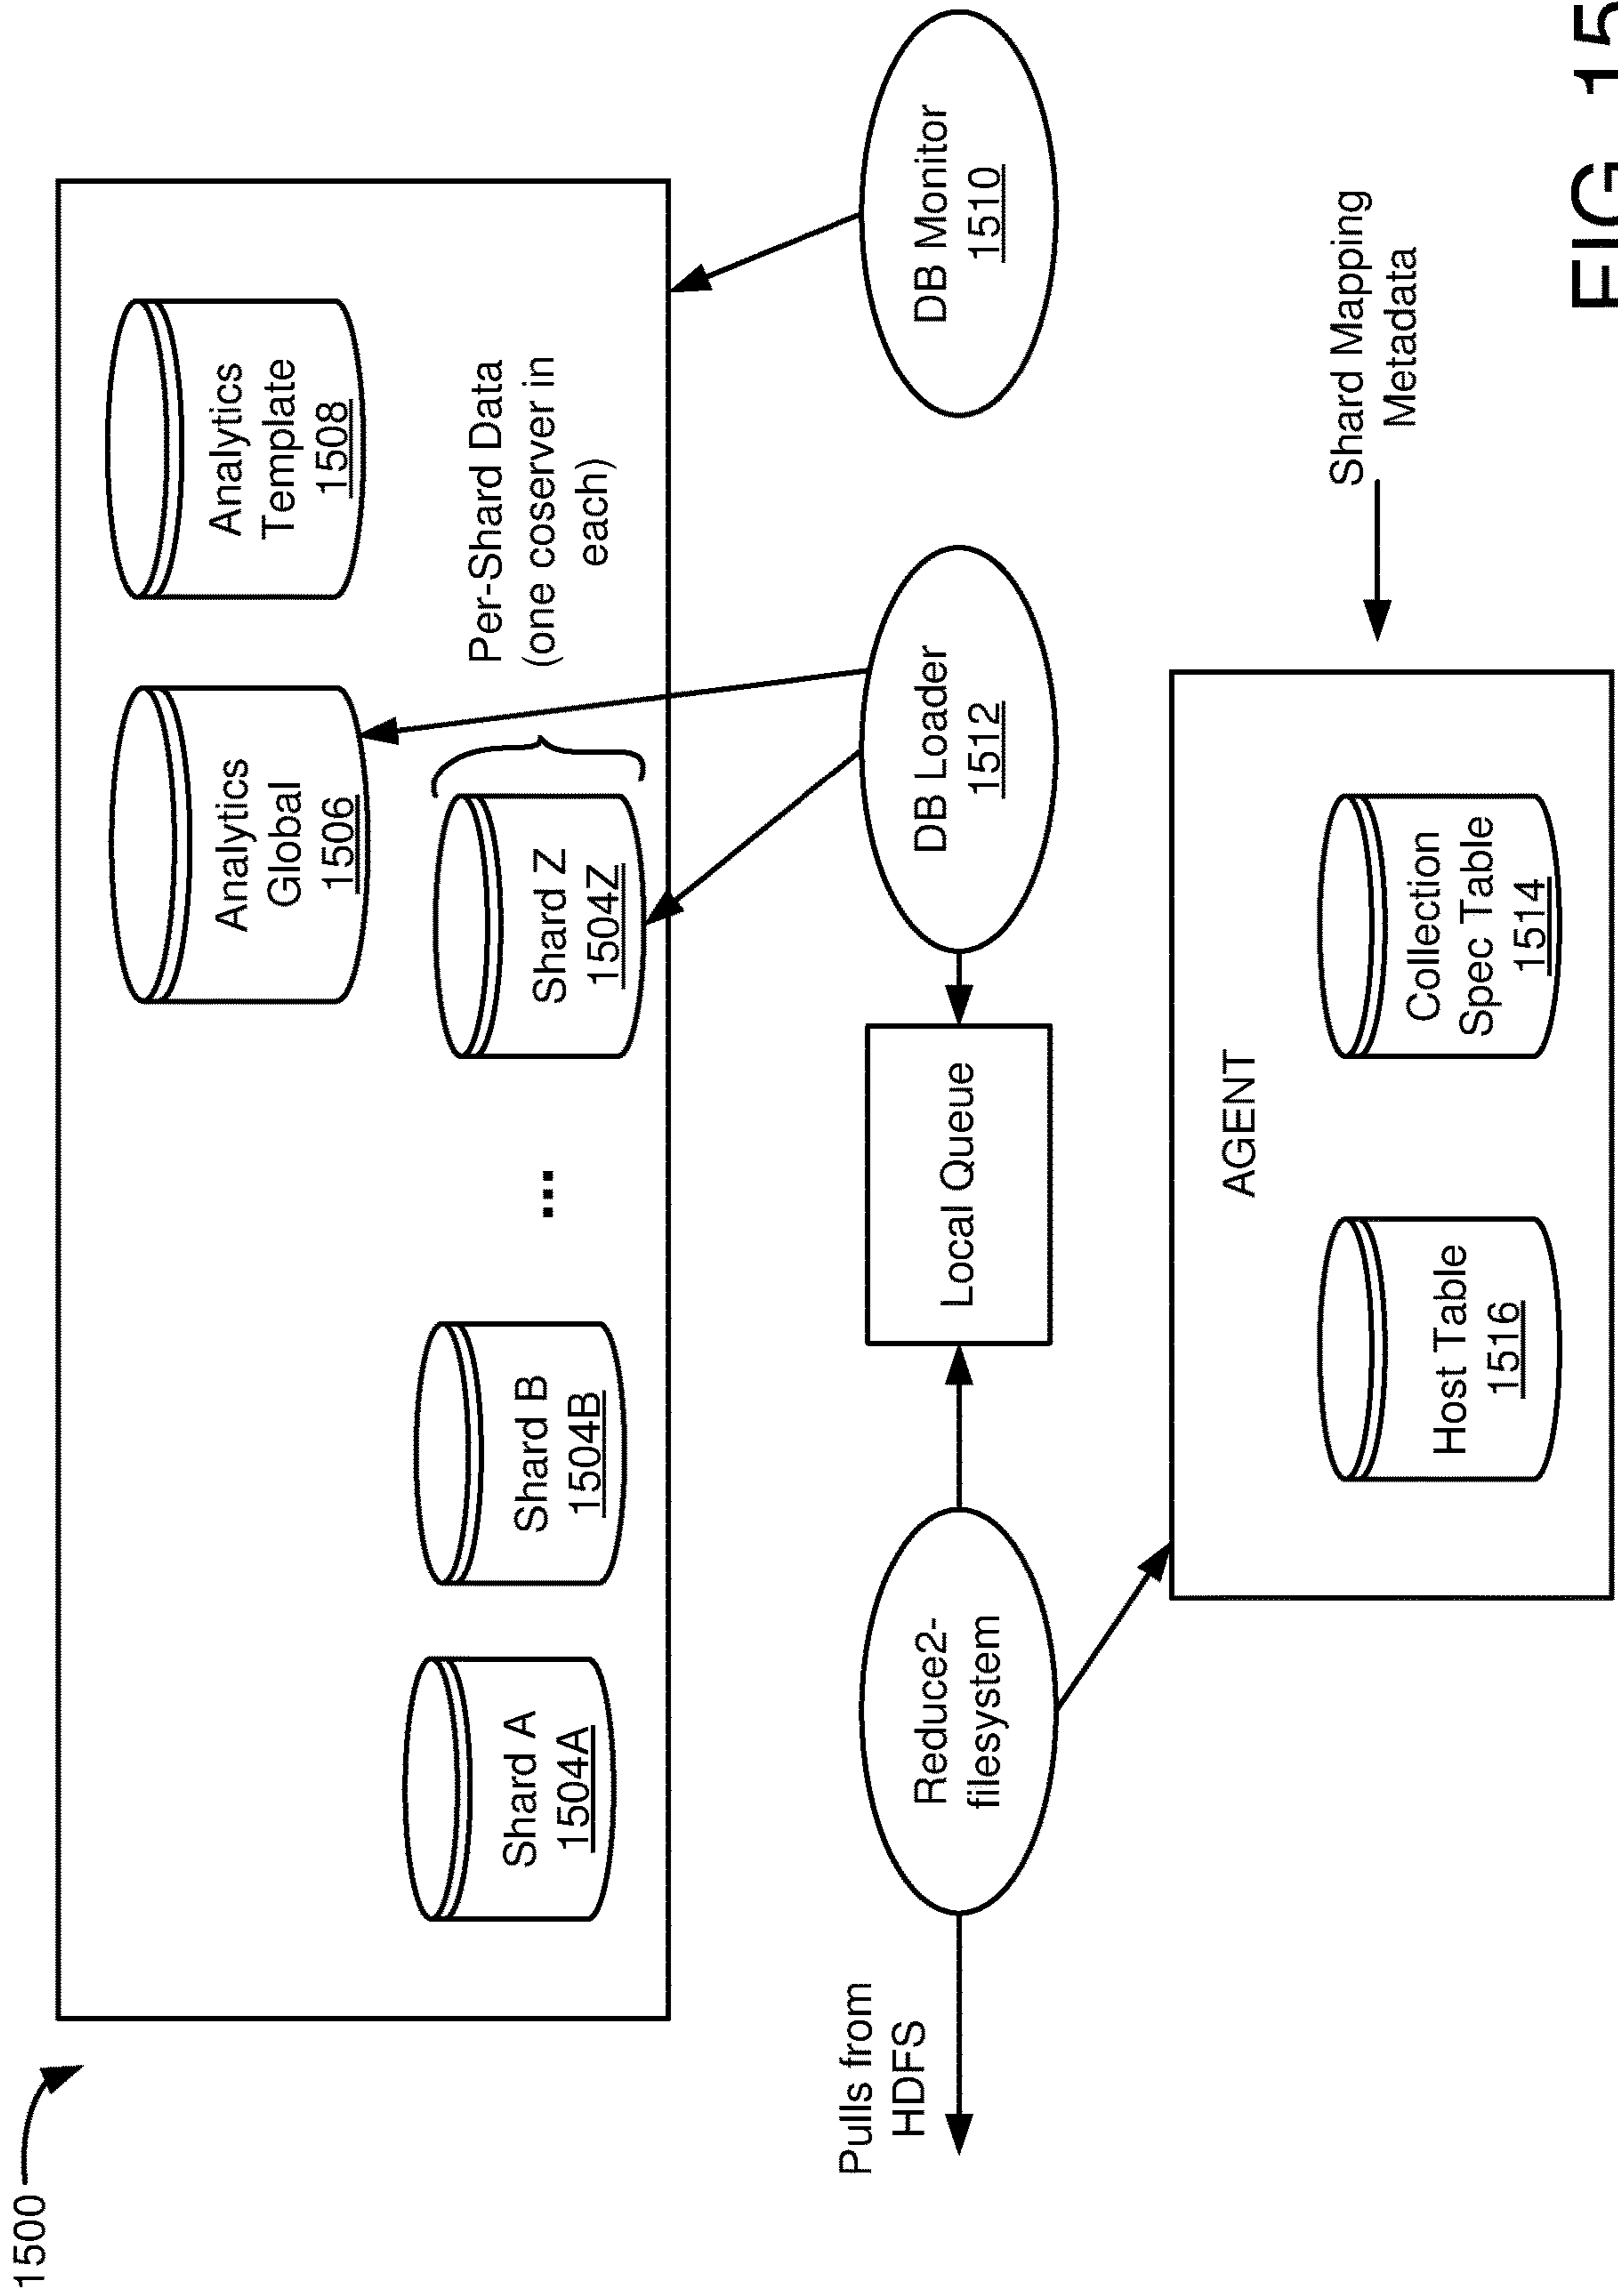 1500
Analytics
Global
1506
Analytics
Template
1508
Shard A
1504A
Shard B
1504B
...
Shard Z
1504Z
Per-Shard Data
(one coserver in
each)
Pulls from
HDFS
Reduce2-
filesystem
Local Queue
DB Loader
1512
DB Monitor
1510
AGENT
Host Table
1516
Collection
Spec Table
1514
Shard Mapping
Metadata
FIG. 15